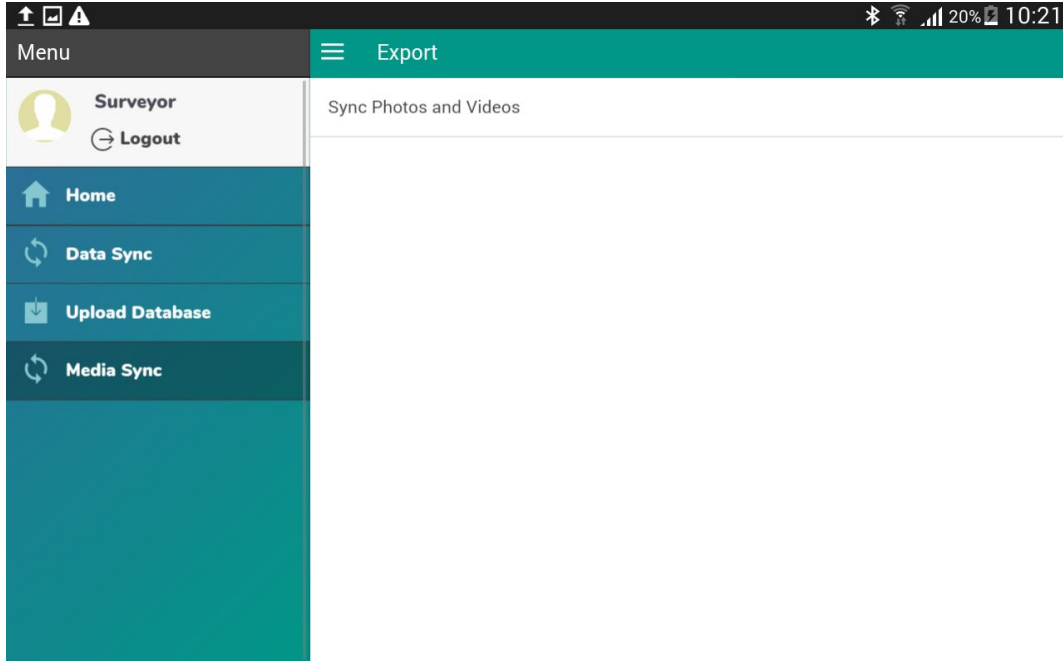 20% 10:21
Menu
Export
Surveyor
Logout
Sync Photos and Videos
Home
Data Sync
Upload Database
Media Sync